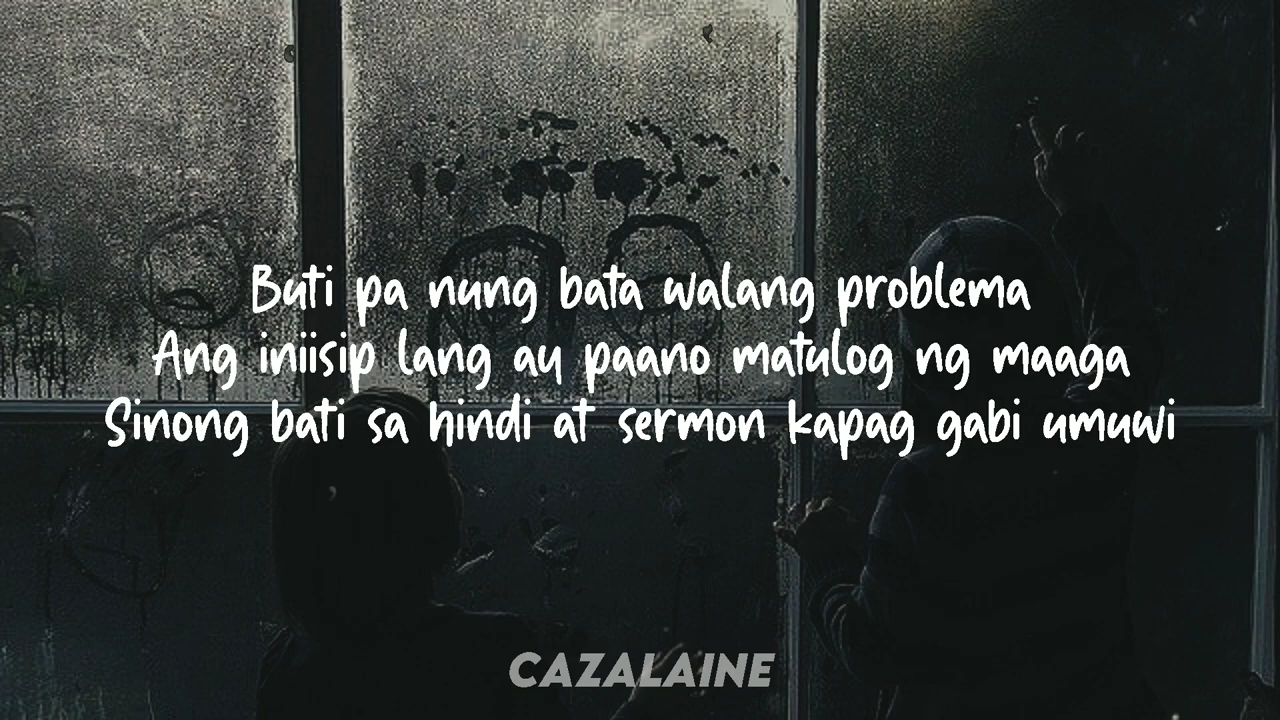 Buti pa nung bata walang problema
Ang iniisip lang ay paano matulog ng maaga
Sinong bati sa hindi at sermon kapag gabi umuwi
CAZALAINE